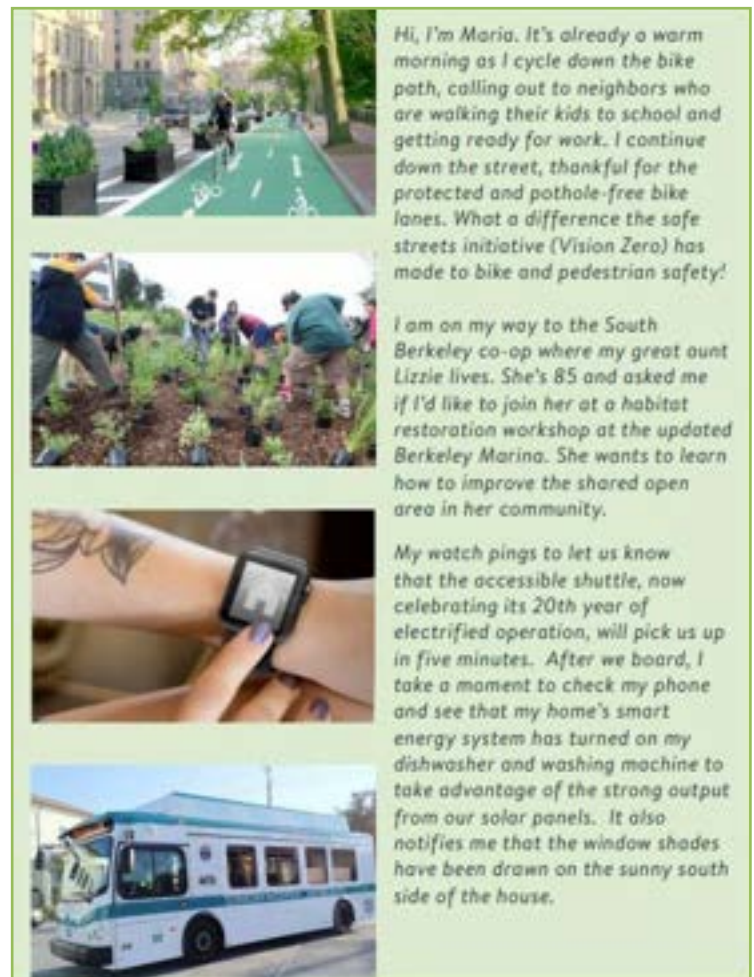 Hi, I'm Maria. It's already a warm
morning as I cycle down the bike
path, calling out to neighbors who
are walking their kids to school and
getting ready for work. I continue
down the street, thankful for the
protected and pothole-free bike
lanes. What a difference the safe
streets initiative (Vision Zero) has
made to bike and pedestrian safety!
I am on my way to the South
Berkeley co-op where my great aunt
Lizzie lives. She's 85 and asked me
if I'd like to join her at a habitat
restoration workshop at the updated
Berkeley Marina. She wants to learn
how to improve the shared open
area in her community.
My watch pings to let us know
that the accessible shuttle, now
celebrating its 20th year of
electrified operation, will pick us up
in five minutes.  After we board, I
take a moment to check my phone
and see that my home's smart
energy system has turned on my
dishwasher and washing machine to
take advantage of the strong output
from our solar panels.  It also
notifies me that the window shades
have been drawn on the sunny south
side of the house.